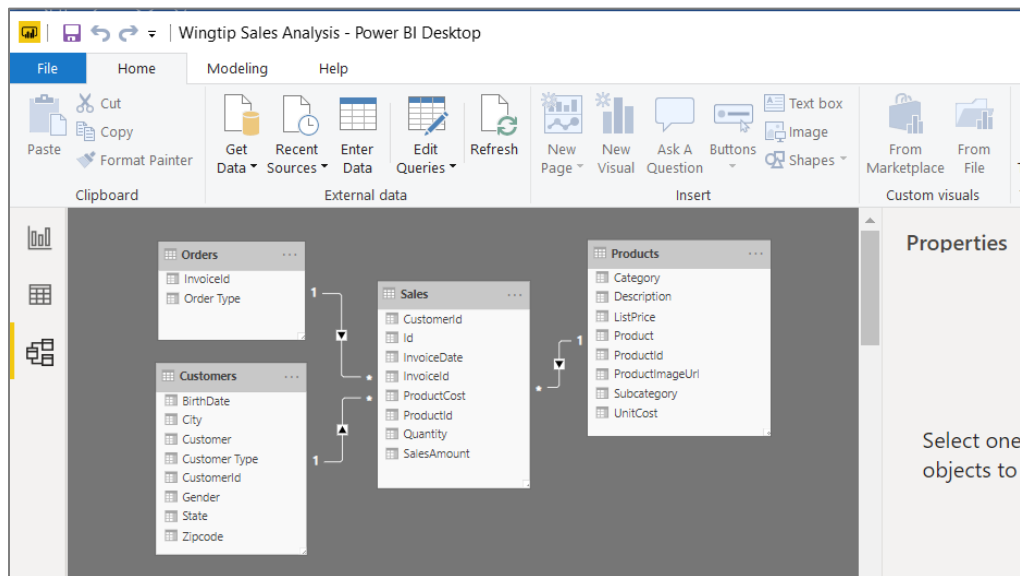 Wingtip Sales Analysis - Power BI Desktop
File Home Modeling Help
Paste
Cut
Copy
Format Painter
Clipboard
Get Data
Recent Sources
Enter Data
Edit Queries
Refresh
External data
New Page
New Visual
Ask A Question
Buttons
Text box
Image
Shapes
Insert
From Marketplace
From File
Custom visuals
Orders
InvoiceId
Order Type
1
*
Customers
BirthDate
City
Customer
Customer Type
CustomerId
Gender
State
Zipcode
1
*
Sales
CustomerId
Id
InvoiceDate
InvoiceId
ProductCost
ProductId
Quantity
SalesAmount
*
1
Products
Category
Description
ListPrice
Product
ProductId
ProductImageUrl
Subcategory
UnitCost
Properties
Select one
objects to